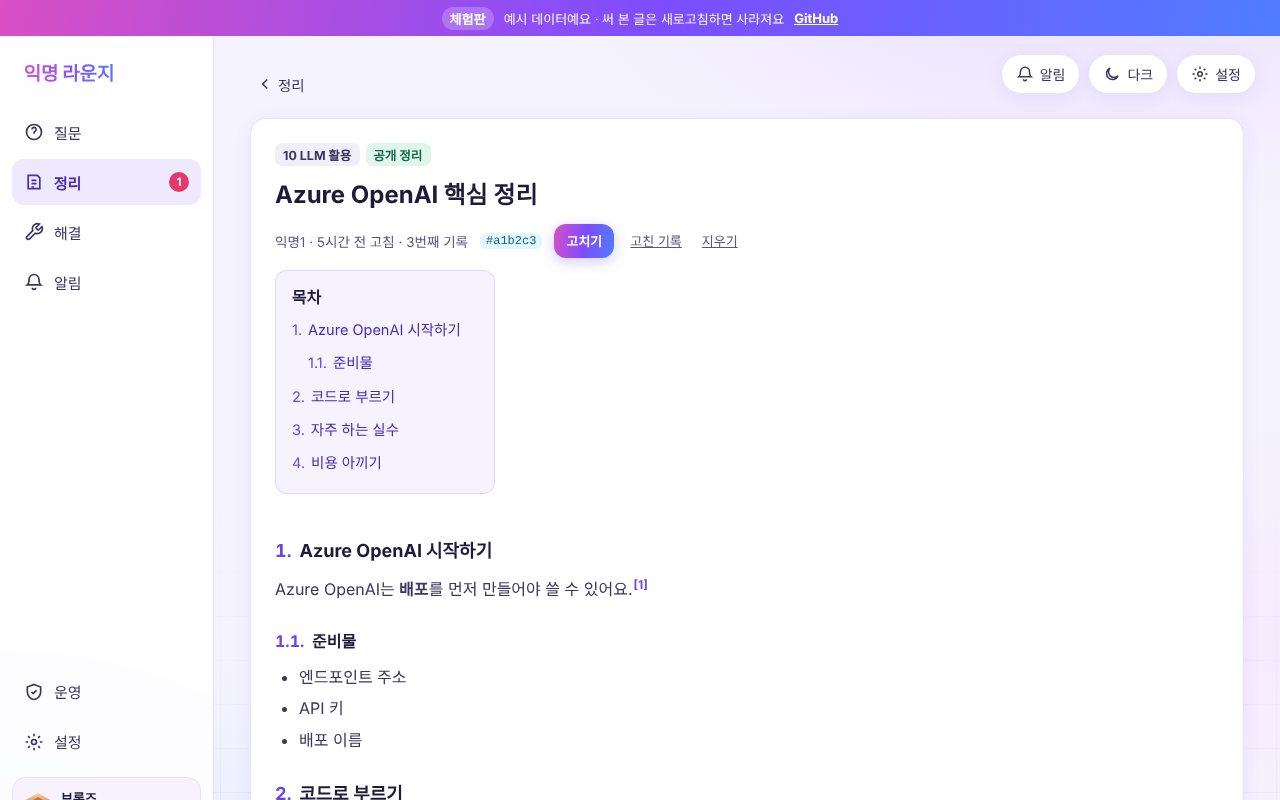 체험판 예시 데이터예요 · 써 본 글은 새로고침하면 사라져요 GitHub
익명 라운지
질문
정리 1
해결
알림
운영
설정
정리
알림 다크 설정
10 LLM 활용 공개 정리
Azure OpenAI 핵심 정리
익명1 · 5시간 전 고침 · 3번째 기록 #a1b2c3 고치기 고친 기록 지우기
목차
1. Azure OpenAI 시작하기
1.1. 준비물
2. 코드로 부르기
3. 자주 하는 실수
4. 비용 아끼기
1. Azure OpenAI 시작하기
Azure OpenAI는 배포를 먼저 만들어야 쓸 수 있어요.[1]
1.1. 준비물
• 엔드포인트 주소
• API 키
• 배포 이름
2. 코드로 부르기